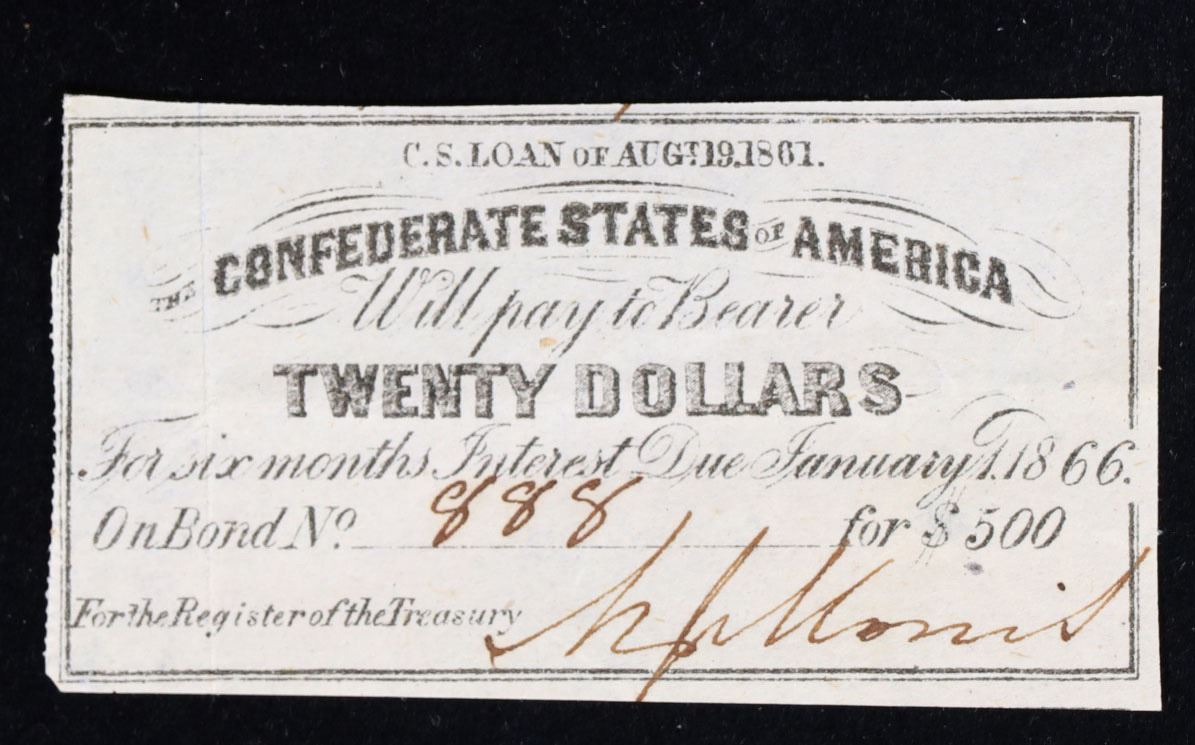 C.S. LOAN OF AUGT. 19. 1861.
THE CONFEDERATE STATES OF AMERICA
Will pay to Bearer
TWENTY DOLLARS
For six months Interest Due January 1. 1866.
On Bond No. 888 for $500
For the Register of the Treasury